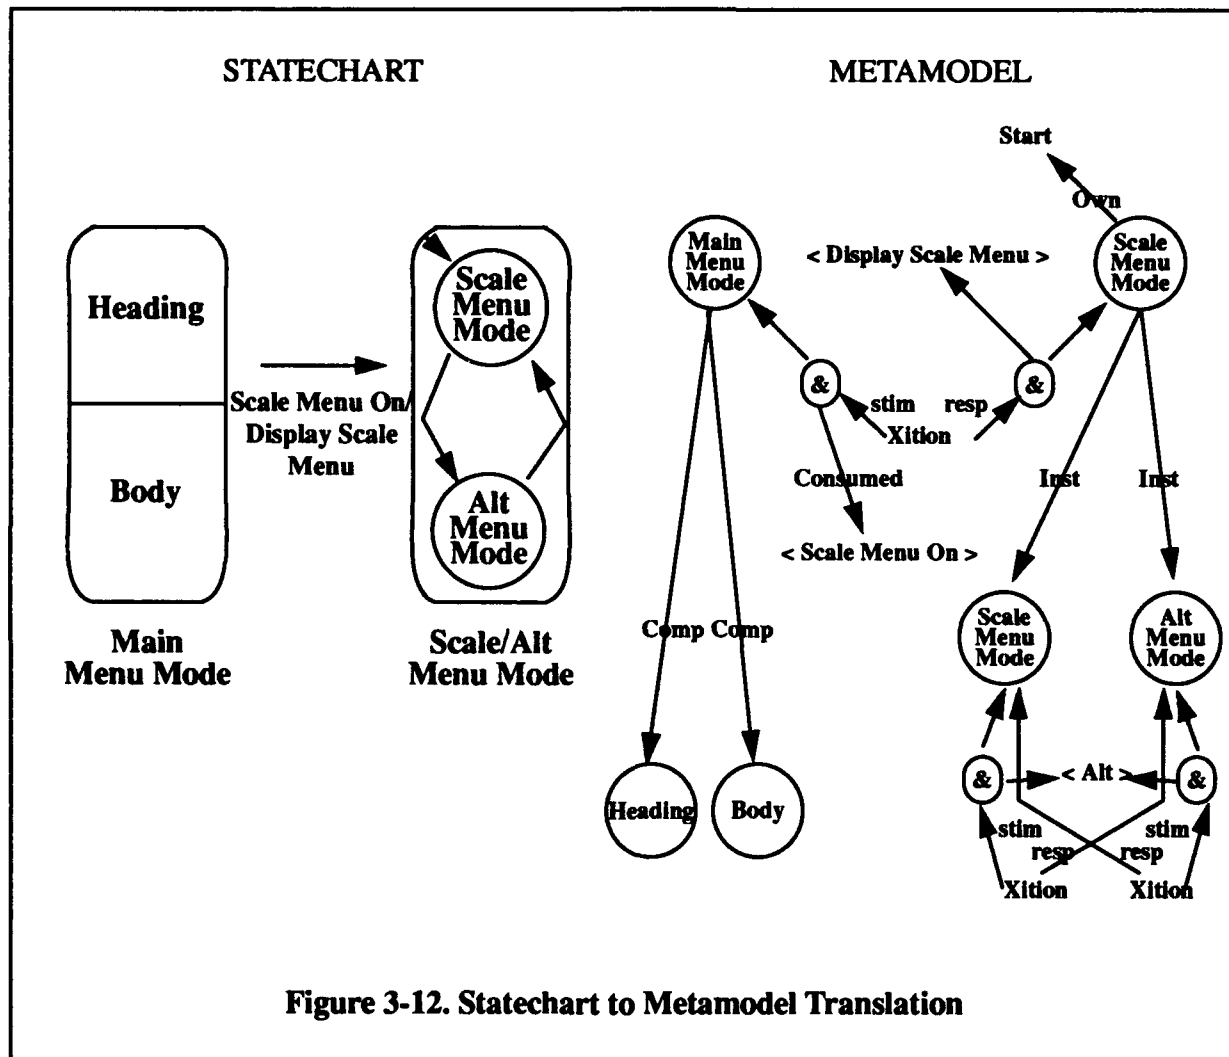 STATECHART
METAMODEL
Heading
Body
Main
Menu Mode
Scale Menu On/
Display Scale
Menu
Scale
Menu
Mode
Alt
Menu
Mode
Scale/Alt
Menu Mode
Start
Own
Main
Menu
Mode
< Display Scale Menu >
Scale
Menu
Mode
&
&
stim
resp
Xition
Consumed
< Scale Menu On >
Inst
Inst
Comp Comp
Heading
Body
Scale
Menu
Mode
Alt
Menu
Mode
&
< Alt >
&
stim
stim
resp
resp
Xition
Xition
Figure 3-12. Statechart to Metamodel Translation